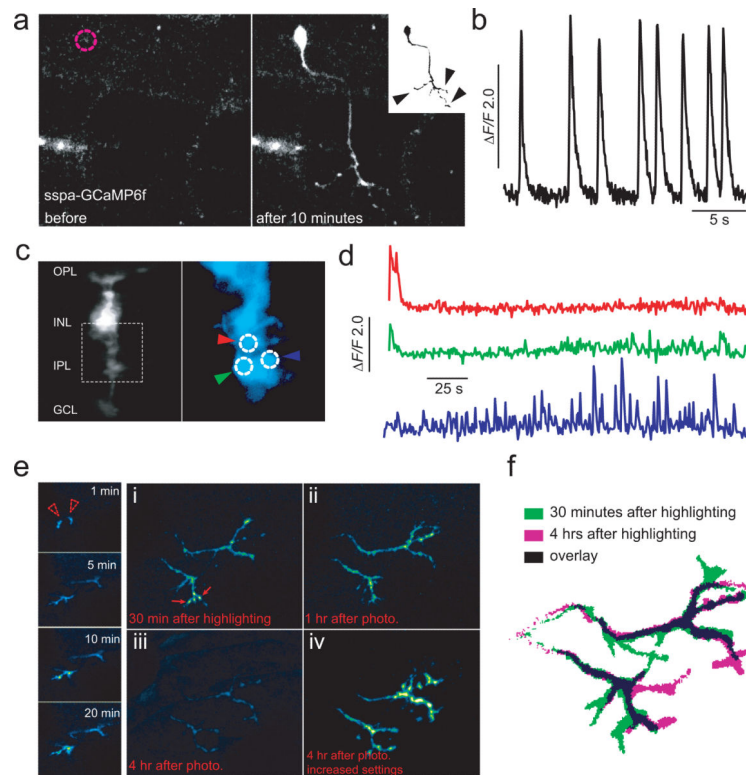 a
sspa-GCaMP6f
before
after 10 minutes
b
ΔF/F 2.0
5 s
c
OPL
INL
IPL
GCL
d
ΔF/F 2.0
25 s
e
1 min
5 min
10 min
20 min
i
30 min after highlighting
ii
1 hr after photo.
iii
4 hr after photo.
iv
4 hr after photo.
increased settings
f
30 minutes after highlighting
4 hrs after highlighting
overlay